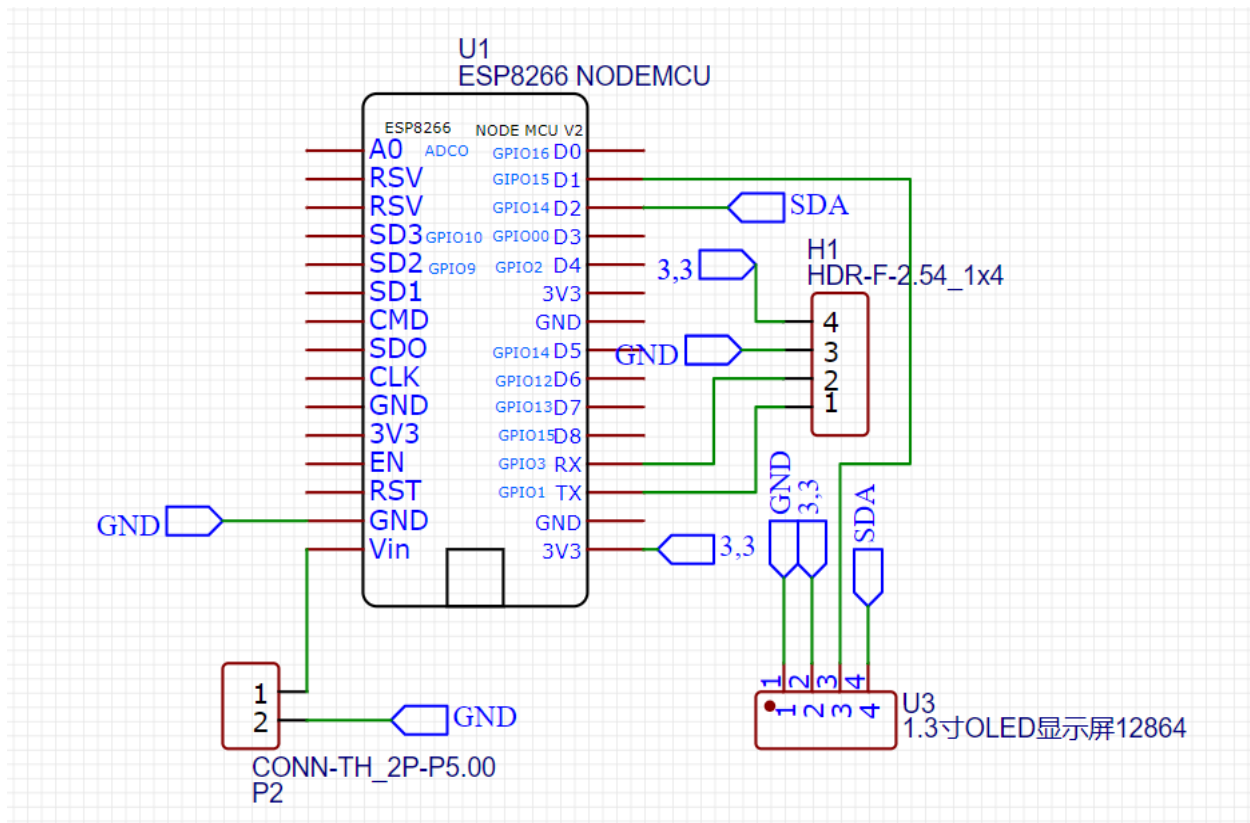 U1
ESP8266 NODEMCU
ESP8266 NODE MCU V2
A0 ADCO GPIO16 D0
RSV GIPO15 D1
RSV GPIO14 D2 SDA
SD3 GPIO10 GPIO00 D3
SD2 GPIO9 GPIO2 D4 3,3
SD1 3V3
CMD GND
SDO GPIO14 D5 GND
CLK GPIO12 D6
GND GPIO13 D7
3V3 GPIO15 D8
EN GPIO3 RX
RST GPIO1 TX
GND GND GND
Vin 3V3 3,3
H1
HDR-F-2.54_1x4
4
3
2
1
GND 3,3 SDA
1 2 3 4
1 2 3 4
U3
1.3寸OLED显示屏12864
1
2 GND
CONN-TH_2P-P5.00
P2